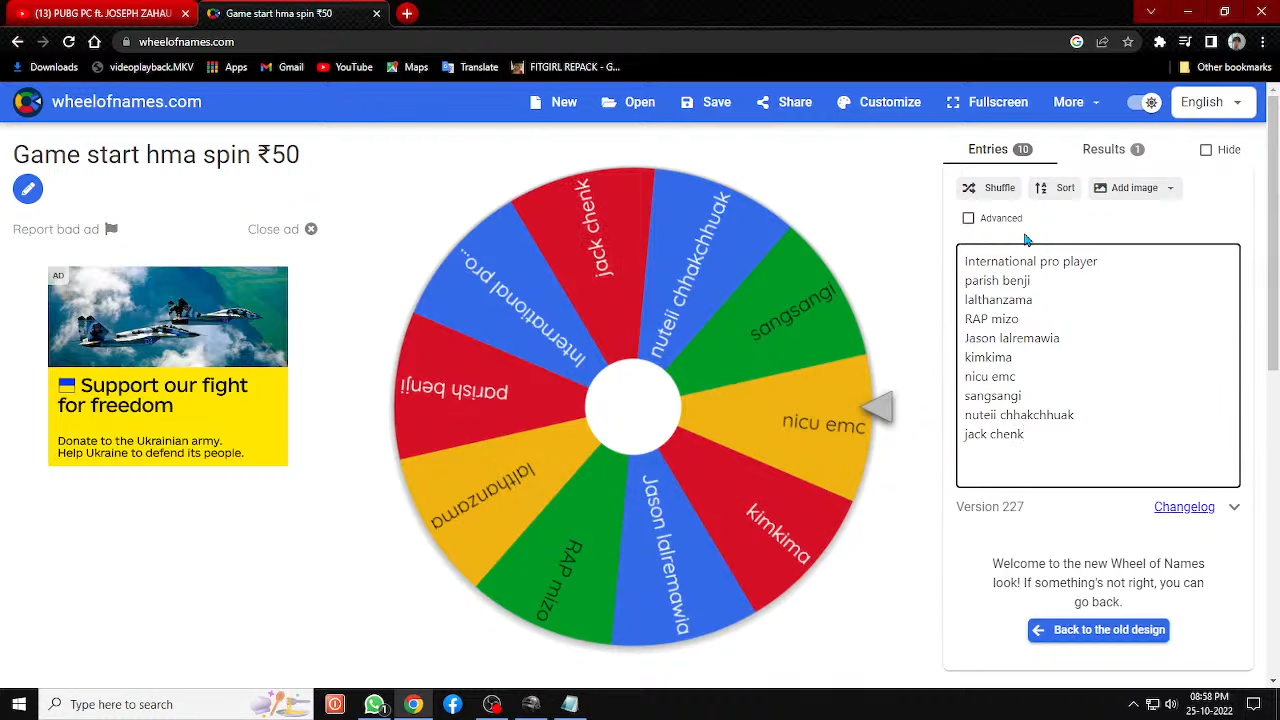 (13) PUBG PC ft. JOSEPH ZAHAU
Game start hma spin ₹50
wheelofnames.com
Downloads
videoplayback.MKV
Apps
Gmail
YouTube
Maps
Translate
FITGIRL REPACK - G...
Other bookmarks
wheelofnames.com
New
Open
Save
Share
Customize
Fullscreen
More
English
Game start hma spin ₹50
Report bad ad
Close ad
AD
Support our fight
for freedom
Donate to the Ukrainian army.
Help Ukraine to defend its people.
jack chenk
nuteii chhakchhuak
sangsangi
nicu emc
kimkima
Jason lalremawia
RAP mizo
lalthanzama
parish benji
International pro...
Entries 10
Results 1
Hide
Shuffle
Sort
Add image
Advanced
International pro player
parish benji
lalthanzama
RAP mizo
Jason lalremawia
kimkima
nicu emc
sangsangi
nuteii chhakchhuak
jack chenk
Version 227
Changelog
Welcome to the new Wheel of Names
look! If something's not right, you can
go back.
Back to the old design
Type here to search
1
08:58 PM
25-10-2022